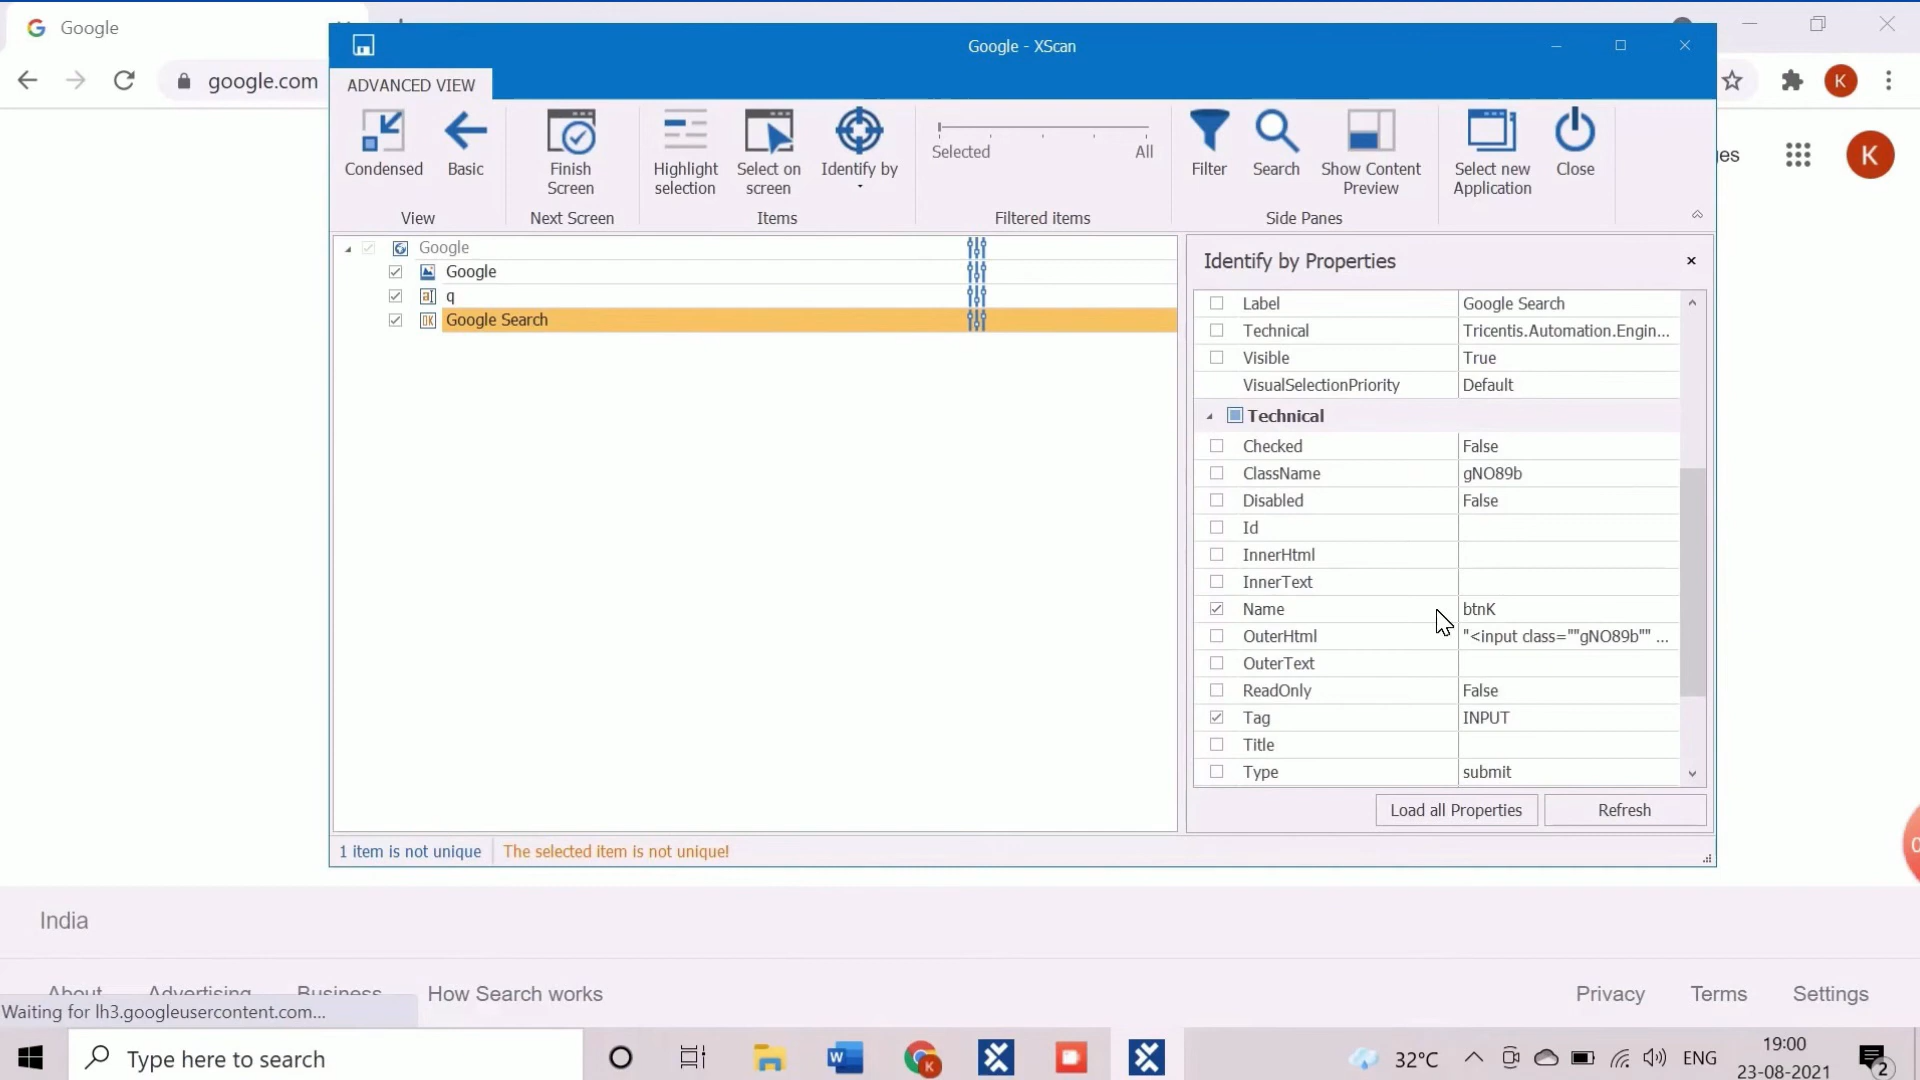 Google
google.com
Google - XScan
ADVANCED VIEW
Condensed
Basic
Finish
Screen
Highlight
selection
Select on
screen
Identify by
Selected
All
Filter
Search
Show Content
Preview
Select new
Application
Close
View
Next Screen
Items
Filtered items
Side Panes
Google
Google
q
Google Search
Identify by Properties
Label Google Search
Technical Tricentis.Automation.Engin...
Visible True
VisualSelectionPriority Default
Technical
Checked False
ClassName gNO89b
Disabled False
Id
InnerHtml
InnerText
Name btnK
OuterHtml "<input class=""gNO89b"" ...
OuterText
ReadOnly False
Tag INPUT
Title
Type submit
Load all Properties
Refresh
1 item is not unique
The selected item is not unique!
K
K
India
About Advertising Business How Search works
Privacy Terms Settings
Waiting for lh3.googleusercontent.com...
Type here to search
32°C
ENG
19:00
23-08-2021
2